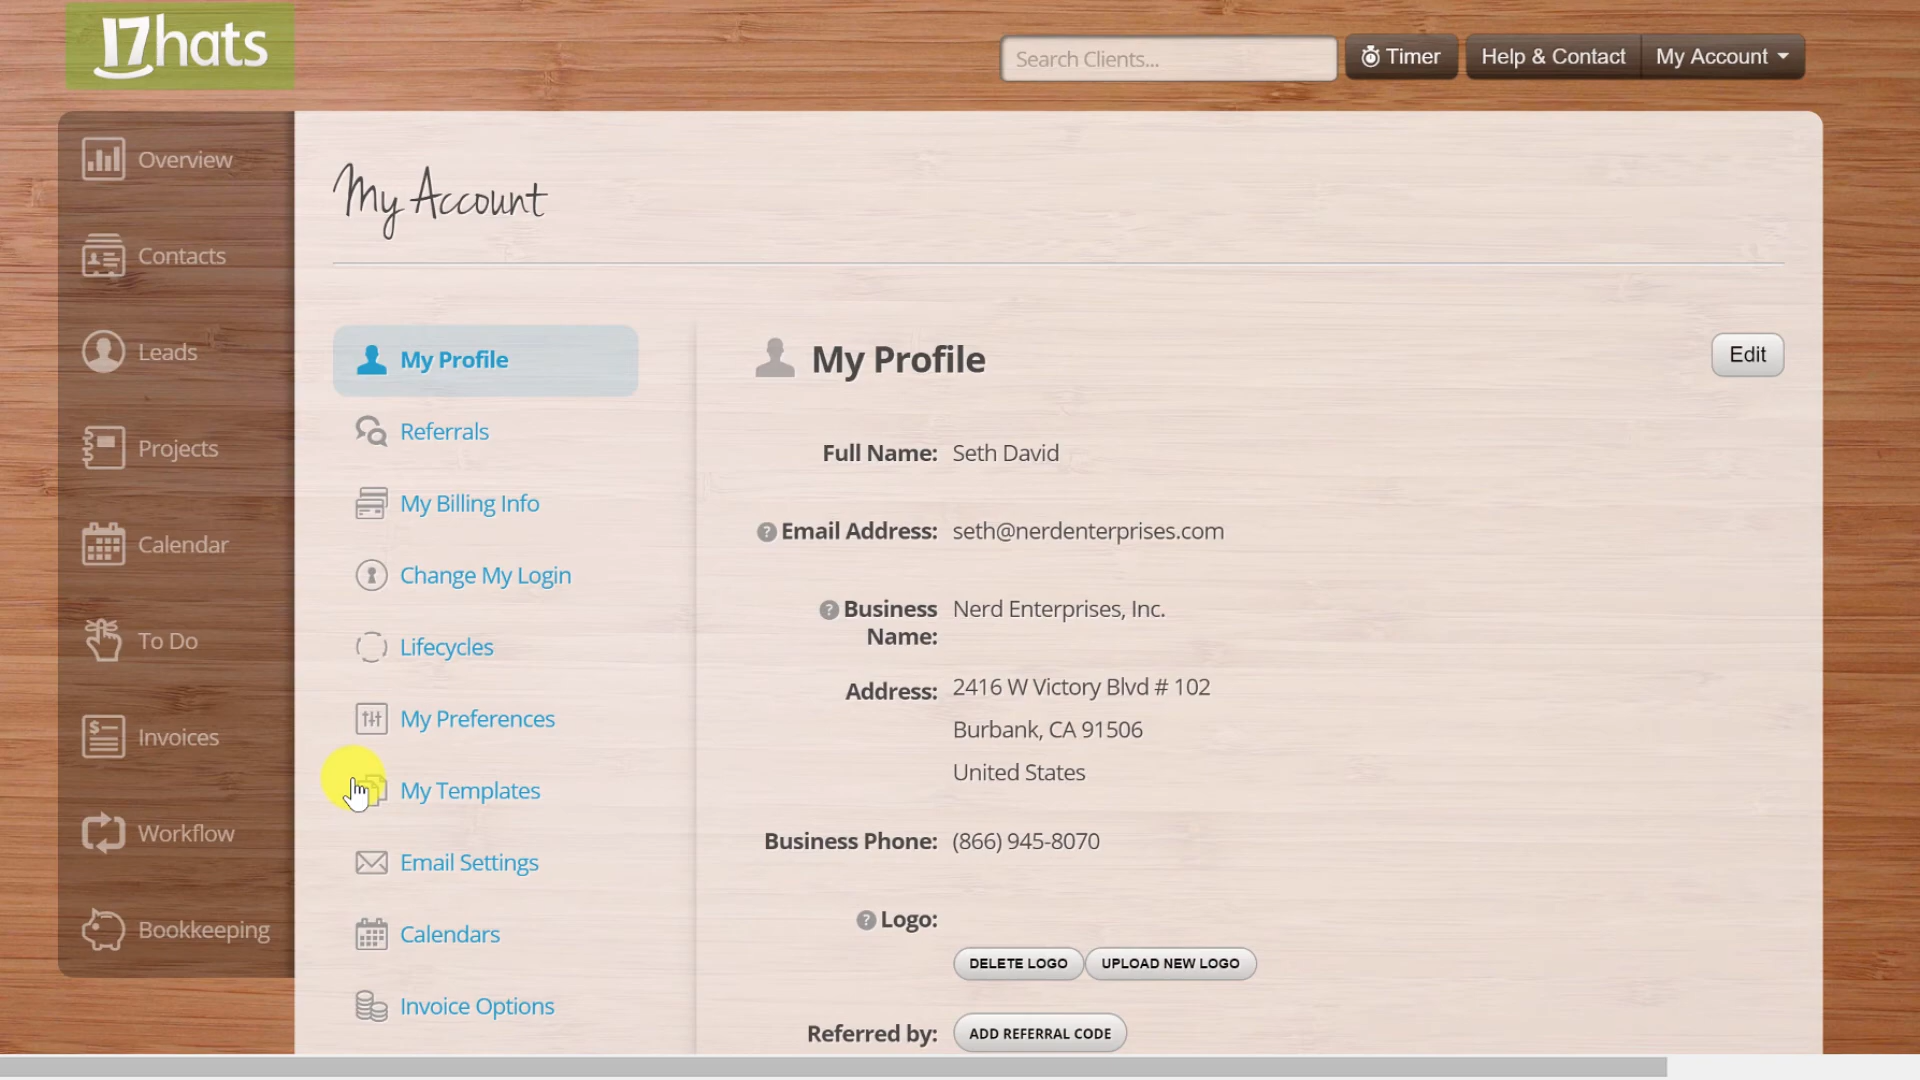 17hats
Search Clients...
Timer
Help & Contact
My Account
Overview
Contacts
Leads
Projects
Calendar
To Do
Invoices
Workflow
Bookkeeping
My Account
My Profile
Referrals
My Billing Info
Change My Login
Lifecycles
My Preferences
My Templates
Email Settings
Calendars
Invoice Options
My Profile
Edit
Full Name: Seth David
Email Address: seth@nerdenterprises.com
Business Name: Nerd Enterprises, Inc.
Address: 2416 W Victory Blvd # 102
Burbank, CA 91506
United States
Business Phone: (866) 945-8070
Logo:
DELETE LOGO UPLOAD NEW LOGO
Referred by: ADD REFERRAL CODE